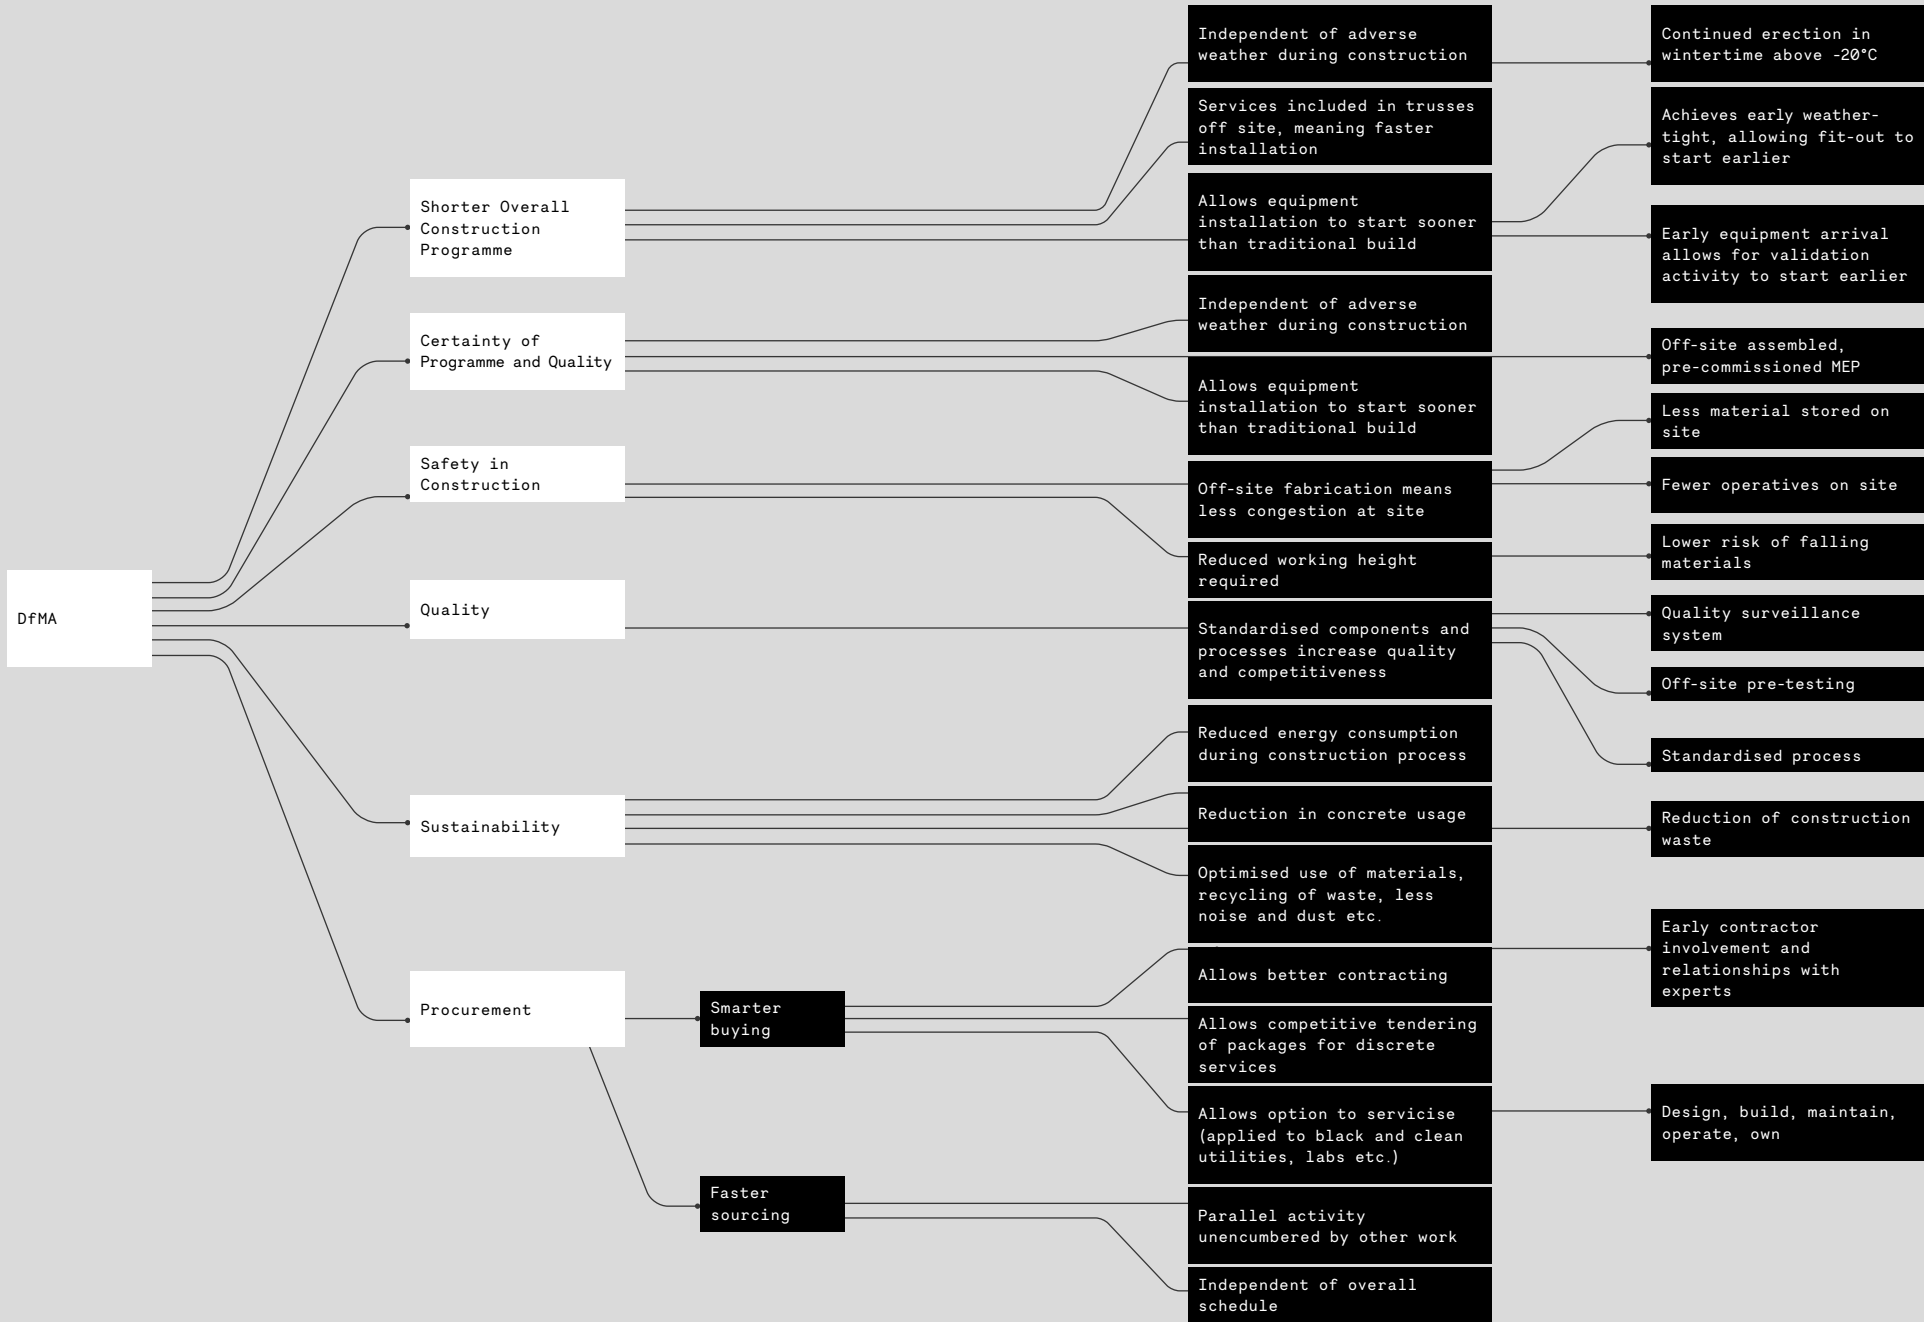 DfMA
Shorter Overall
Construction
Programme
Certainty of
Programme and Quality
Safety in
Construction
Quality
Sustainability
Procurement
Smarter
buying
Faster
sourcing
Independent of adverse
weather during construction
Services included in trusses
off site, meaning faster
installation
Allows equipment
installation to start sooner
than traditional build
Independent of adverse
weather during construction
Allows equipment
installation to start sooner
than traditional build
Off-site fabrication means
less congestion at site
Reduced working height
required
Standardised components and
processes increase quality
and competitiveness
Reduced energy consumption
during construction process
Reduction in concrete usage
Optimised use of materials,
recycling of waste, less
noise and dust etc.
Allows better contracting
Allows competitive tendering
of packages for discrete
services
Allows option to servicise
(applied to black and clean
utilities, labs etc.)
Parallel activity
unencumbered by other work
Independent of overall
schedule
Continued erection in
wintertime above -20°C
Achieves early weather-
tight, allowing fit-out to
start earlier
Early equipment arrival
allows for validation
activity to start earlier
Off-site assembled,
pre-commissioned MEP
Less material stored on
site
Fewer operatives on site
Lower risk of falling
materials
Quality surveillance
system
Off-site pre-testing
Standardised process
Reduction of construction
waste
Early contractor
involvement and
relationships with
experts
Design, build, maintain,
operate, own